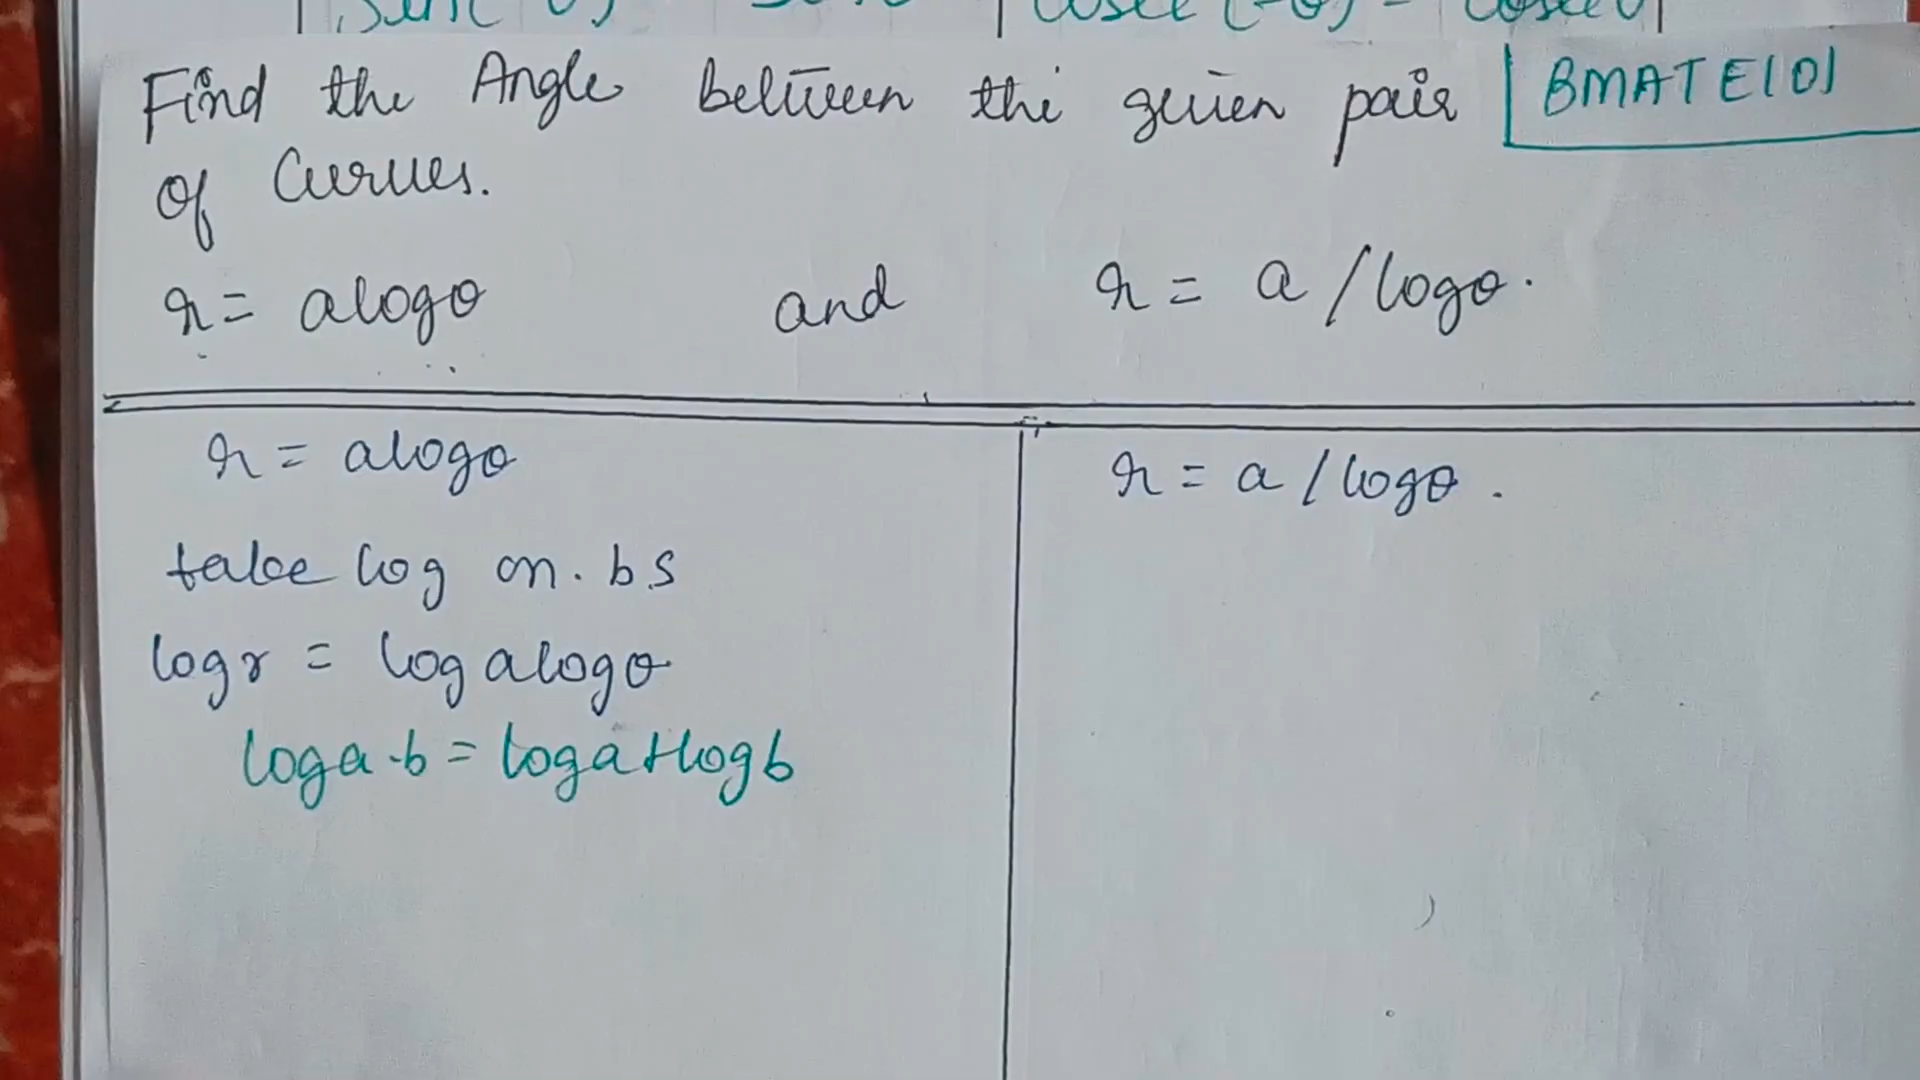 Find the Angle between the given pair
BMATE101
of Curves.
r = alogθ and r = a / logθ.
r = alogθ
take log on. b.s
logr = log alogθ
loga·b = loga+logb
r = a / logθ.